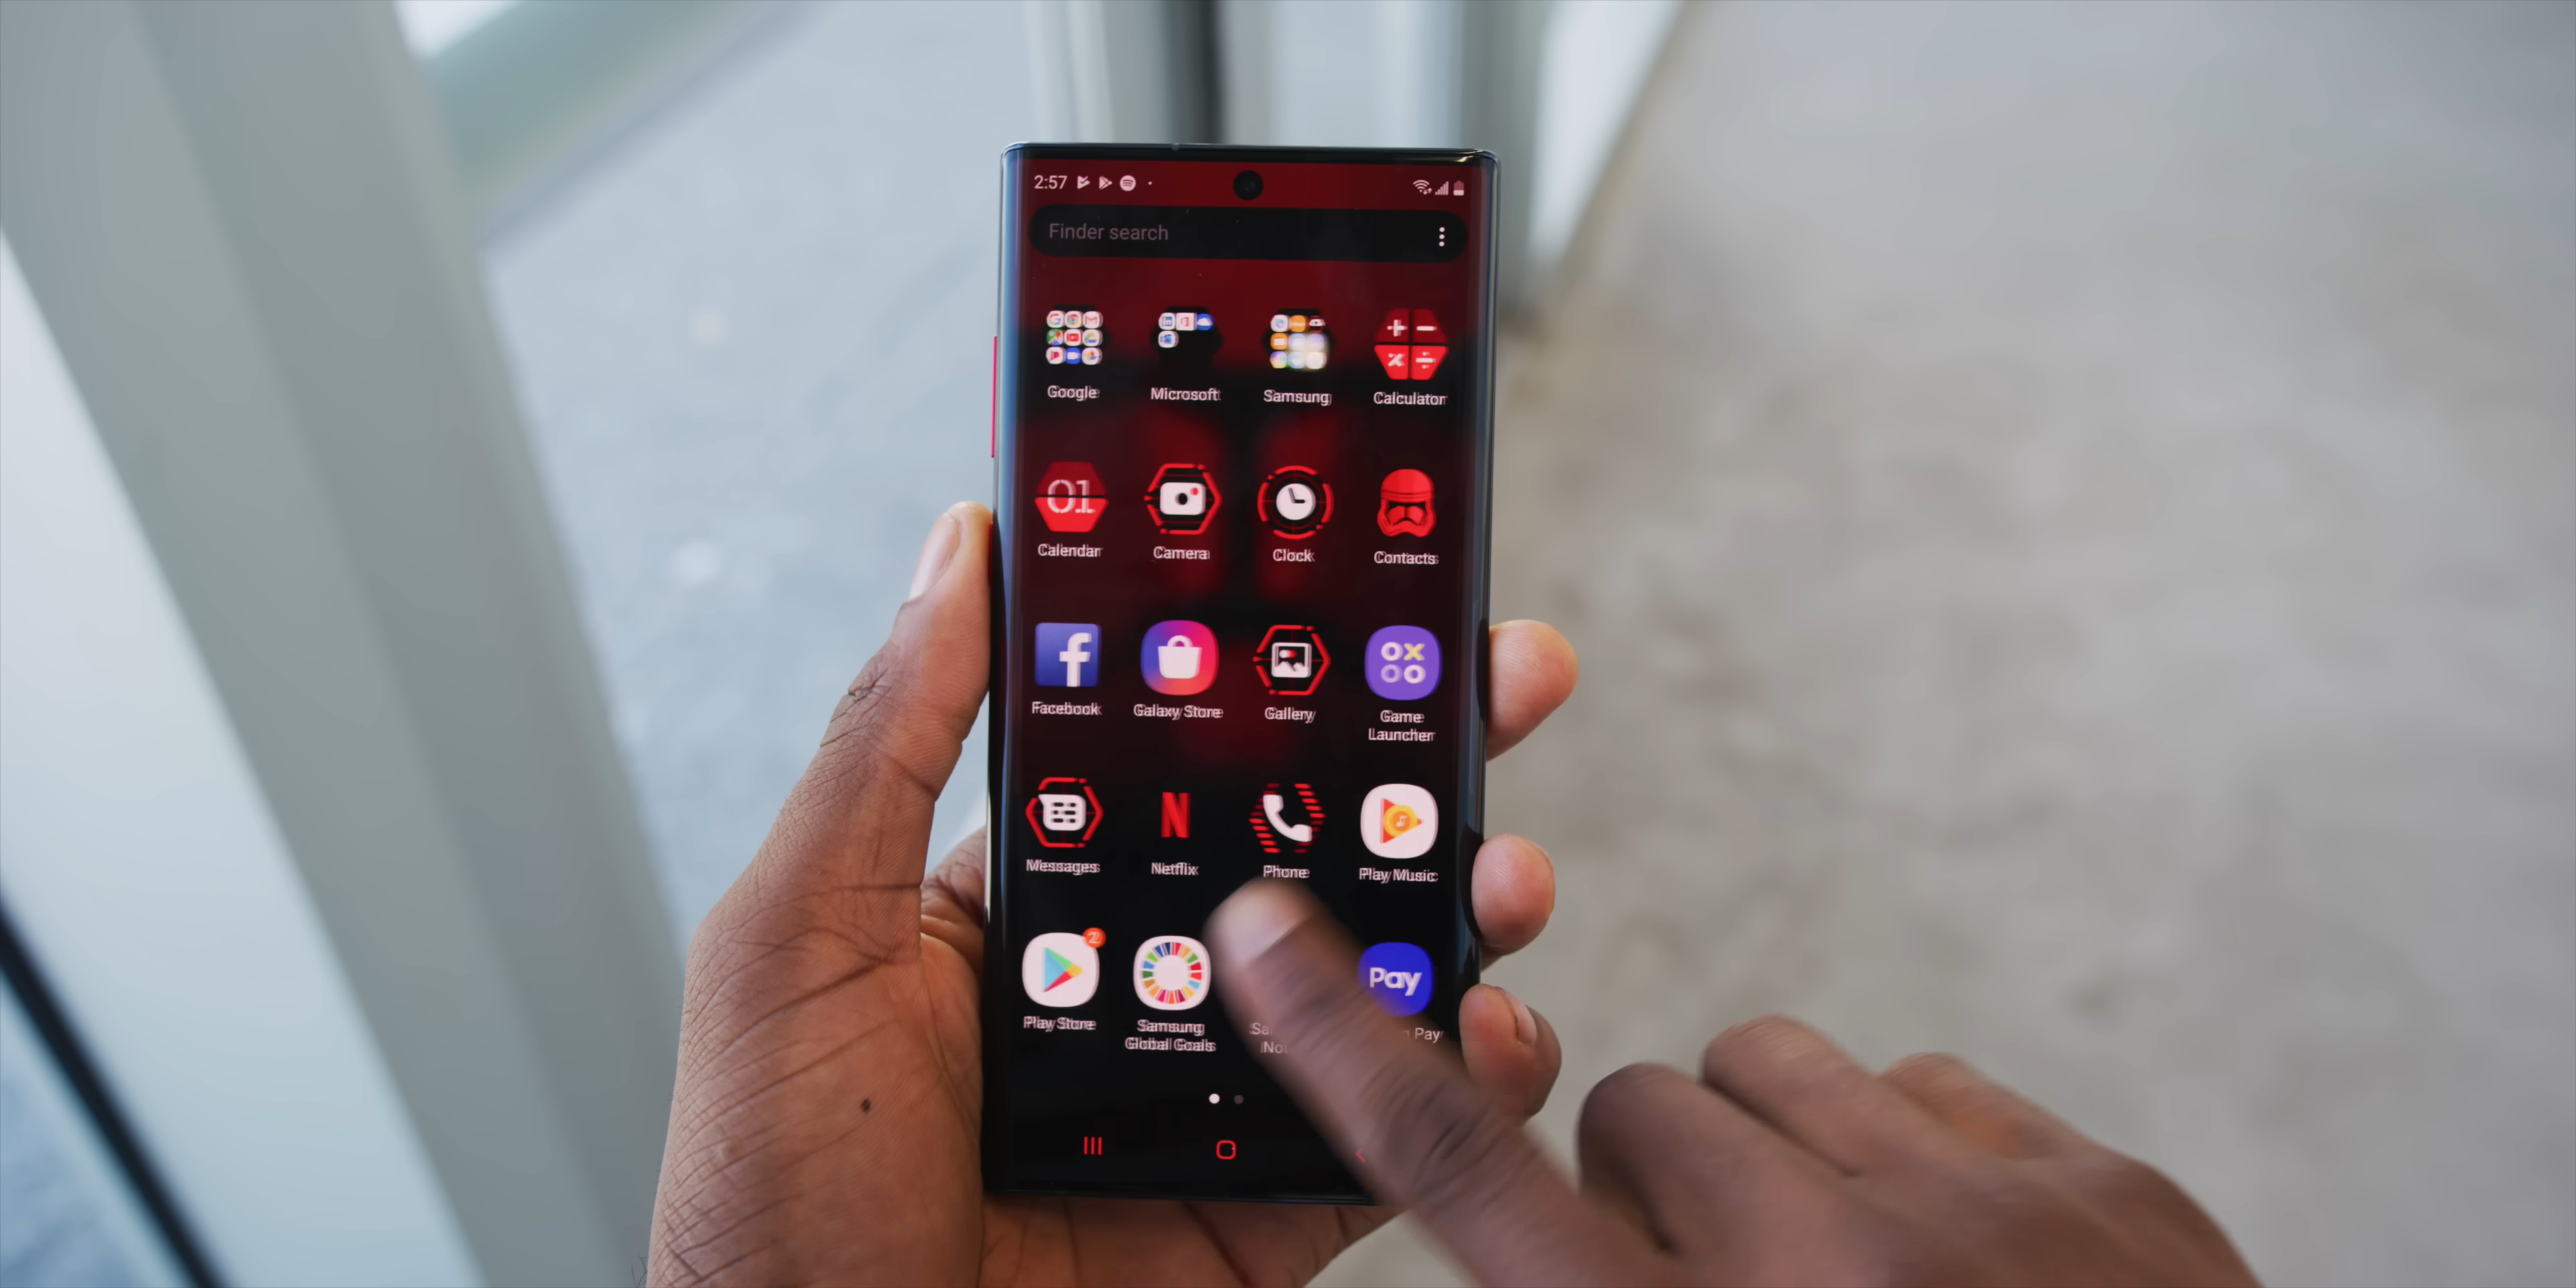 2:57
Finder search
Google Microsoft Samsung Calculator
01
Calendar Camera Clock Contacts
Facebook Galaxy Store Gallery Game
Launcher
Messages Netflix Phone Play Music
2
Pay
Play Store Samsung Pay
Global Goals